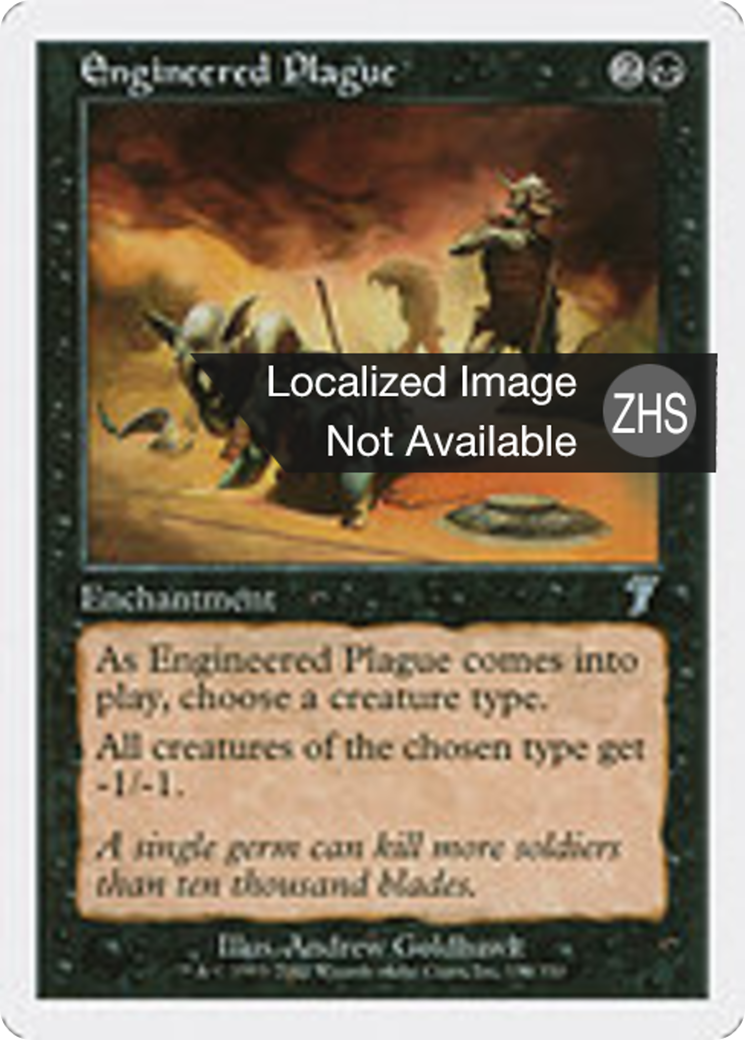 Engineered Plague
2
Localized Image
Not Available
ZHS
Enchantment
7
As Engineered Plague comes into
play, choose a creature type.
All creatures of the chosen type get
-1/-1.
A single germ can kill more soldiers
than ten thousand blades.
Illus. Andrew Goldhawk